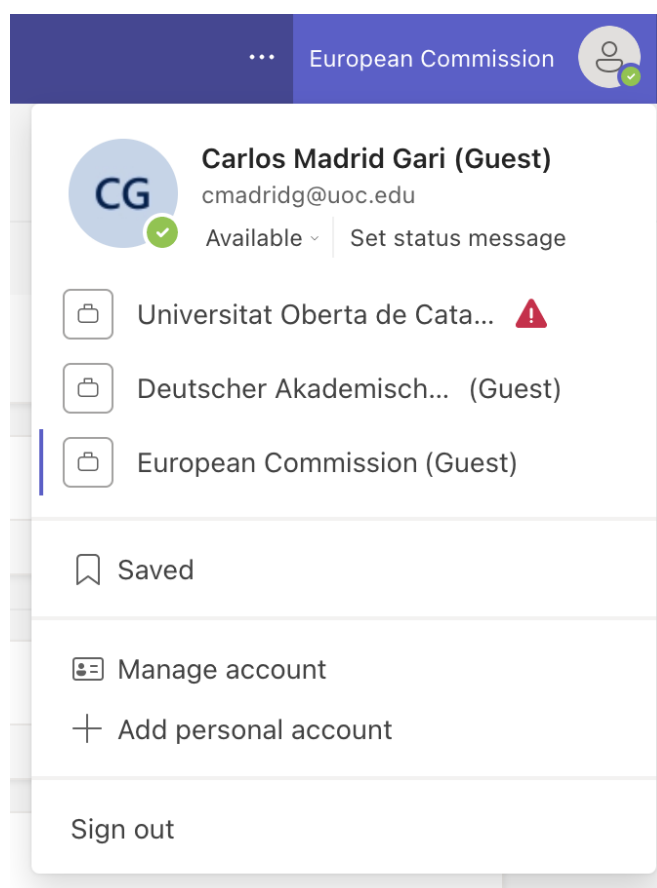 ... European Commission
Carlos Madrid Gari (Guest)
CG
cmadridg@uoc.edu
Available Set status message
Universitat Oberta de Cata...
Deutscher Akademisch... (Guest)
European Commission (Guest)
Saved
Manage account
Add personal account
Sign out